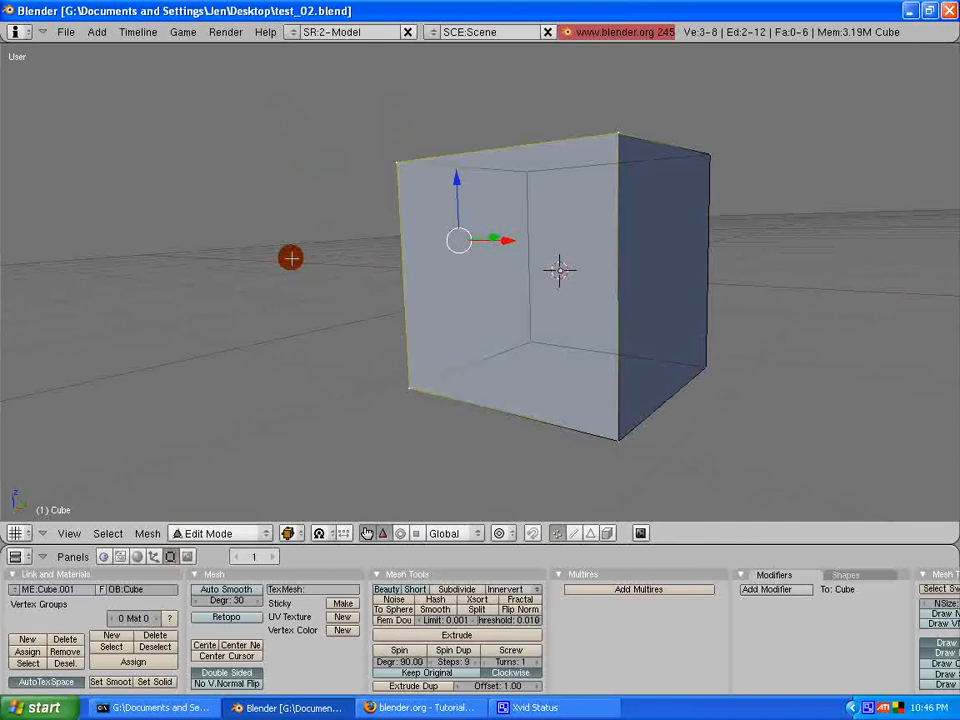 Blender [G:\Documents and Settings\Jen\Desktop\test_02.blend]
File Add Timeline Game Render Help SR:2-Model SCE:Scene www.blender.org 245 Ve:3-8 | Ed:2-12 | Fa:0-6 | Mem:3.19M Cube
User
z
(1) Cube
View Select Mesh Edit Mode Global
Panels 1
Link and Materials Mesh Mesh Tools Multires Modifiers Shapes Mesh T
ME:Cube.001 F OB:Cube Auto Smooth TexMesh: Beauty Short Subdivide Innervert Add Multires Add Modifier To: Cube Select Sw
Vertex Groups Degr: 30 Sticky Make Noise Hash Xsort Fractal NSize:
0 Mat 0 ? Retopo UV Texture New To Sphere Smooth Split Flip Norm Draw N
Vertex Color New Rem Dou Limit: 0.001 hreshold: 0.010 Draw V
New Delete New Delete Cente Center Ne Extrude
Assign Remove Select Deselect Center Cursor Spin Spin Dup Screw Draw
Select Desel. Assign Double Sided Degr: 90.00 Steps: 9 Turns: 1 Draw
AutoTexSpace Set Smoot Set Solid No V.Normal Flip Keep Original Clockwise
Extrude Dup Offset: 1.00
start G:\Documents and Se... Blender [G:\Documen... blender.org - Tutorial... Xvid Status 10:46 PM